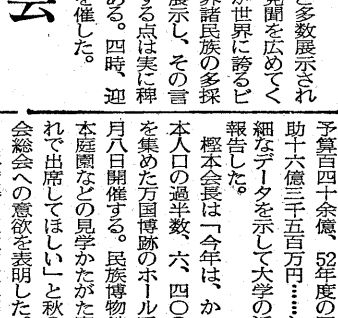 と多数展示され
見聞を広めてく
が世界に誇るビ
界諸民族の多採
展示し、その言
する点は実に稗
ある。四時、迎
を催した。
会
予算百四十余億、52年度の
助十六億三千五百万円……
細なデータを示して大学の
報告した。
樫本会長は「今年は、か
本人口の過半数、六、四〇
を集めた万国博跡のホール
月八日開催する。民族博物
本庭園などの見学かたがた
れで出席してほしい」と秋の
会総会への意欲を表明した。